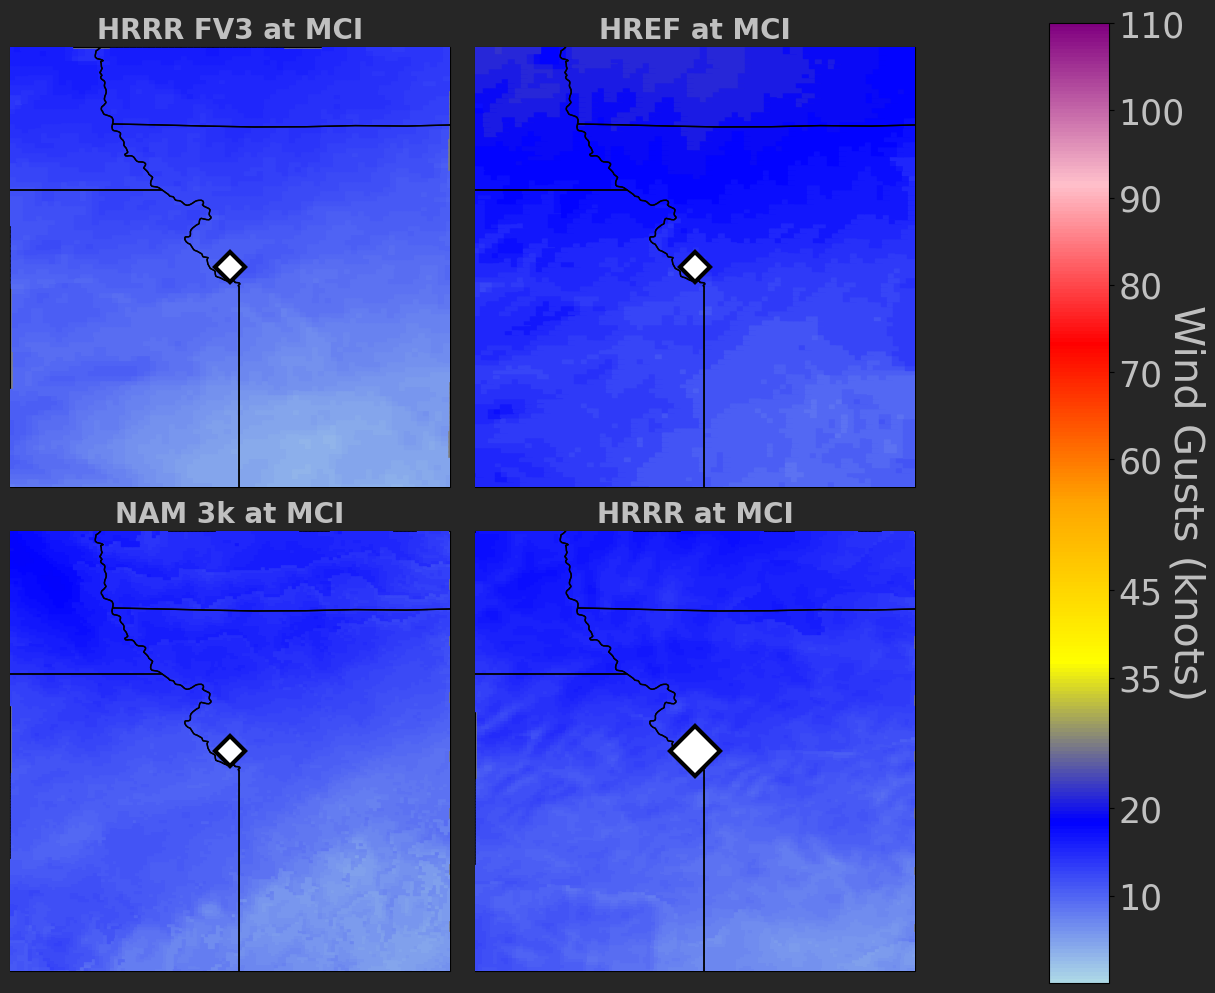 HRRR FV3 at MCI
HREF at MCI
NAM 3k at MCI
HRRR at MCI
110
100
90
80
70
60
45
35
20
10
Wind Gusts (knots)